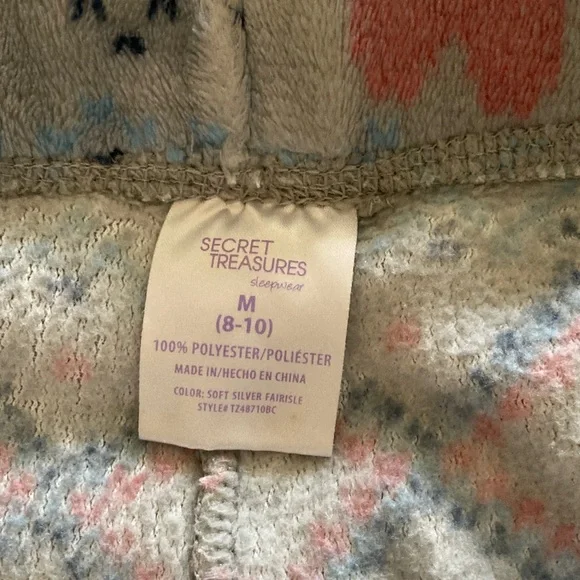 SECRET
TREASURES
sleepwear
M
(8-10)
100% POLYESTER/POLIÉSTER
MADE IN/HECHO EN CHINA
COLOR: SOFT SILVER FAIRISLE
STYLE# TZ48710BC